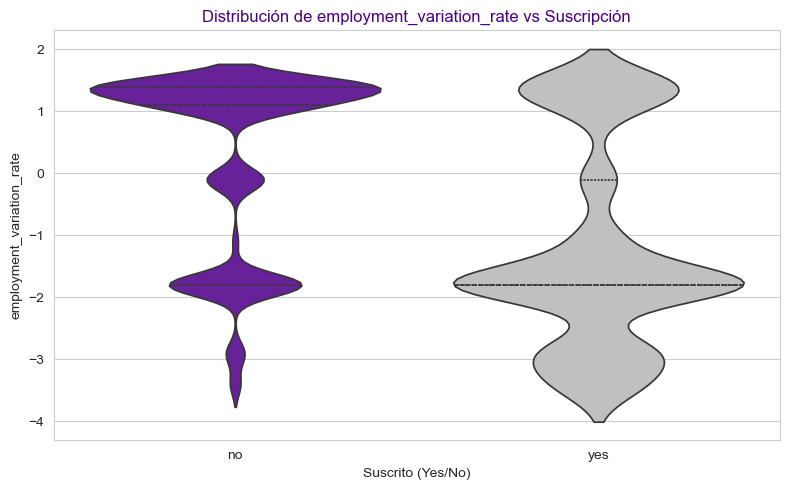 Distribución de employment_variation_rate vs Suscripción
employment_variation_rate
2
1
0
−1
−2
−3
−4
no
yes
Suscrito (Yes/No)